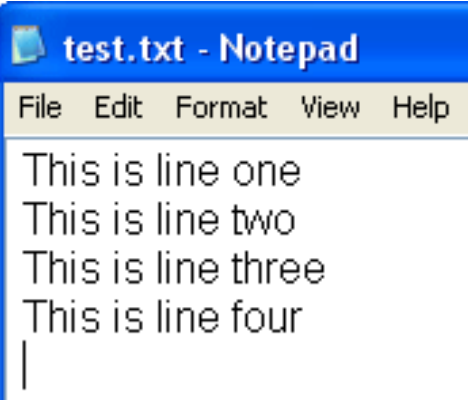 test.txt - Notepad
File Edit Format View Help
This is line one
This is line two
This is line three
This is line four